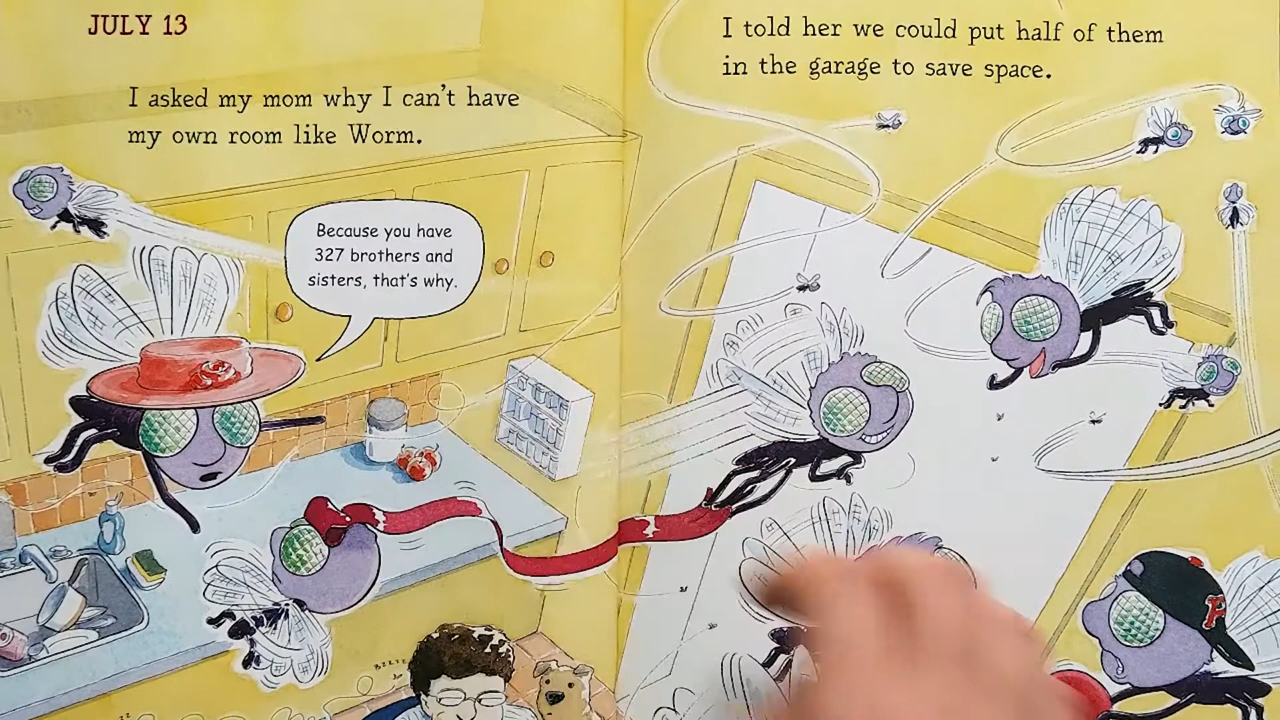 JULY 13
I asked my mom why I can't have
my own room like Worm.
Because you have
327 brothers and
sisters, that's why.
I told her we could put half of them
in the garage to save space.